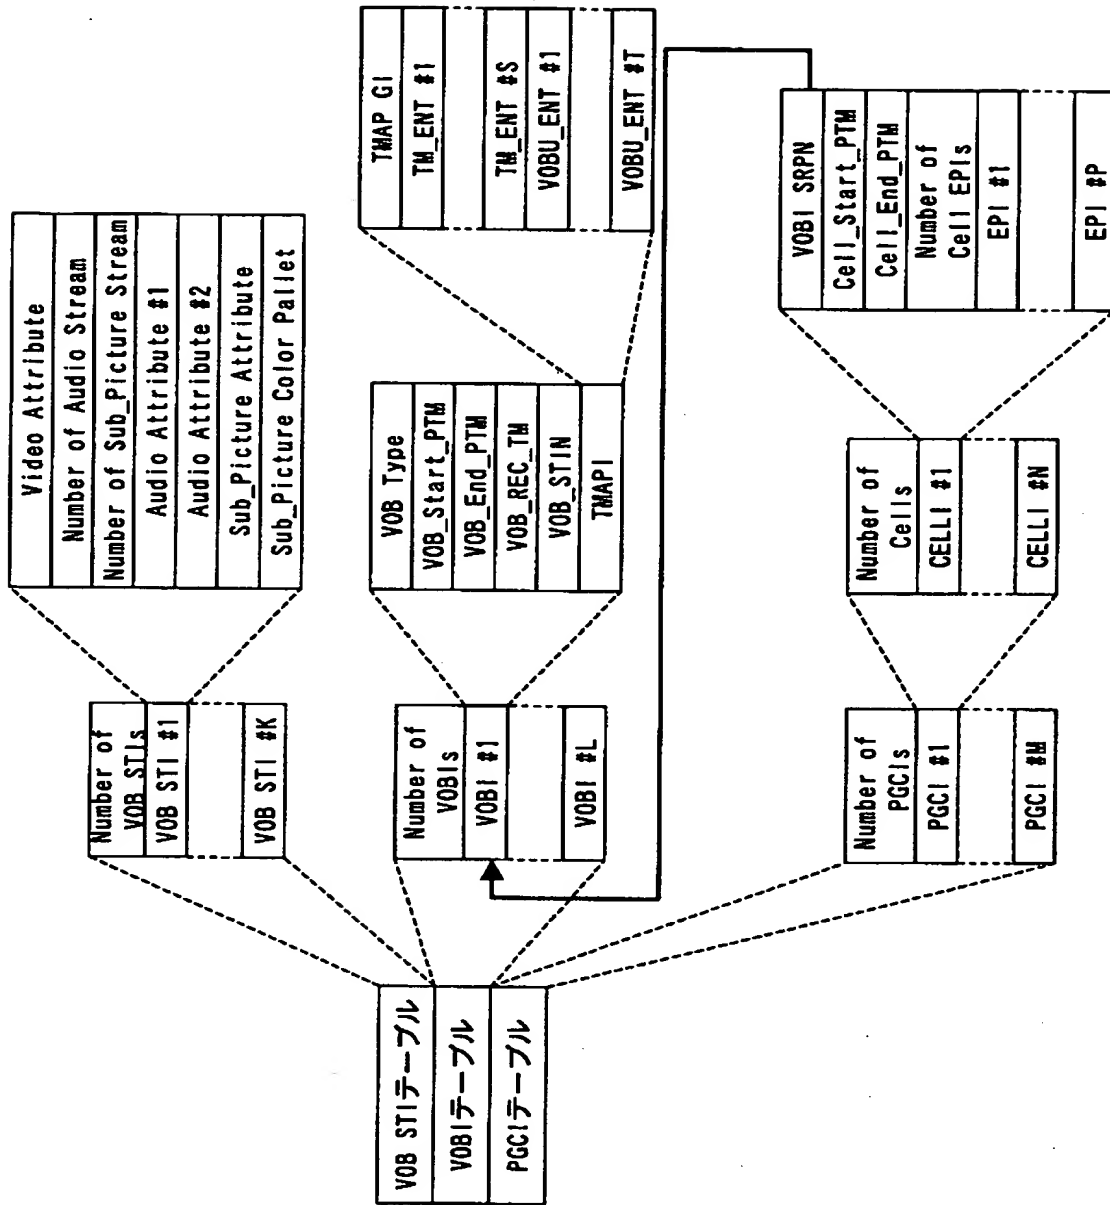 VOB STIテーブル
VOBIテーブル
PGCIテーブル
Number of
VOB STIs
VOB STI #1
VOB STI #K
Video Attribute
Number of Audio Stream
Number of Sub_Picture Stream
Audio Attribute #1
Audio Attribute #2
Sub_Picture Attribute
Sub_Picture Color Pallet
Number of
VOBIs
VOBI #1
VOBI #L
VOB Type
VOB_Start_PTM
VOB_End_PTM
VOB_REC_TM
VOB_STIN
TMAPI
TMAP GI
TM_ENT #1
TM_ENT #S
VOBU_ENT #1
VOBU_ENT #T
Number of
PGCIs
PGCI #1
PGCI #M
Number of
Cells
CELLI #1
CELLI #N
VOBI SRPN
Cell_Start_PTM
Cell_End_PTM
Number of
Cell EPIs
EPI #1
EPI #P